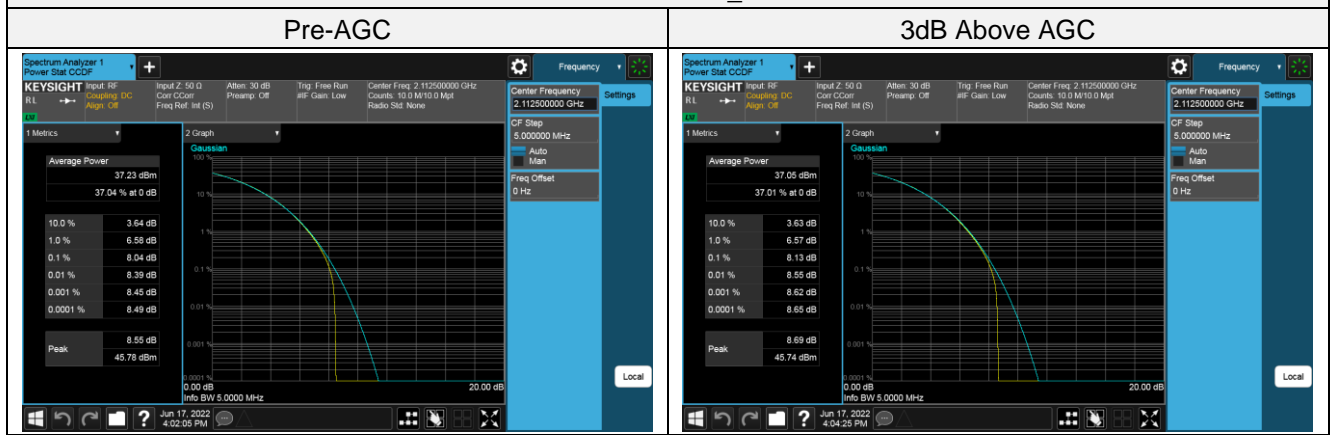 Pre-AGC
3dB Above AGC
Spectrum Analyzer 1
Power Stat CCDF
+
Frequency
KEYSIGHT
RL
Input: RF
Coupling: DC
Align: Off
Input Z: 50 Ω
Corr CCorr
Freq Ref: Int (S)
Atten: 30 dB
Preamp: Off
Trig: Free Run
#IF Gain: Low
Center Freq: 2.112500000 GHz
Counts: 10.0 M/10.0 Mpt
Radio Std: None
LXI
Center Frequency
2.112500000 GHz
Settings
CF Step
5.000000 MHz
Auto
Man
Freq Offset
0 Hz
1 Metrics
2 Graph
Average Power
37.23 dBm
37.04 % at 0 dB
10.0 % 3.64 dB
1.0 % 6.58 dB
0.1 % 8.04 dB
0.01 % 8.39 dB
0.001 % 8.45 dB
0.0001 % 8.49 dB
Peak
8.55 dB
45.78 dBm
Gaussian
100 %
10 %
1 %
0.1 %
0.01 %
0.001 %
0.0001 %
0.00 dB
20.00 dB
Info BW 5.0000 MHz
Local
?
Jun 17, 2022
4:02:05 PM
Spectrum Analyzer 1
Power Stat CCDF
+
Frequency
KEYSIGHT
RL
Input: RF
Coupling: DC
Align: Off
Input Z: 50 Ω
Corr CCorr
Freq Ref: Int (S)
Atten: 30 dB
Preamp: Off
Trig: Free Run
#IF Gain: Low
Center Freq: 2.112500000 GHz
Counts: 10.0 M/10.0 Mpt
Radio Std: None
LXI
Center Frequency
2.112500000 GHz
Settings
CF Step
5.000000 MHz
Auto
Man
Freq Offset
0 Hz
1 Metrics
2 Graph
Average Power
37.05 dBm
37.01 % at 0 dB
10.0 % 3.63 dB
1.0 % 6.57 dB
0.1 % 8.13 dB
0.01 % 8.55 dB
0.001 % 8.62 dB
0.0001 % 8.65 dB
Peak
8.69 dB
45.74 dBm
Gaussian
100 %
10 %
1 %
0.1 %
0.01 %
0.001 %
0.0001 %
0.00 dB
20.00 dB
Info BW 5.0000 MHz
Local
?
Jun 17, 2022
4:04:25 PM